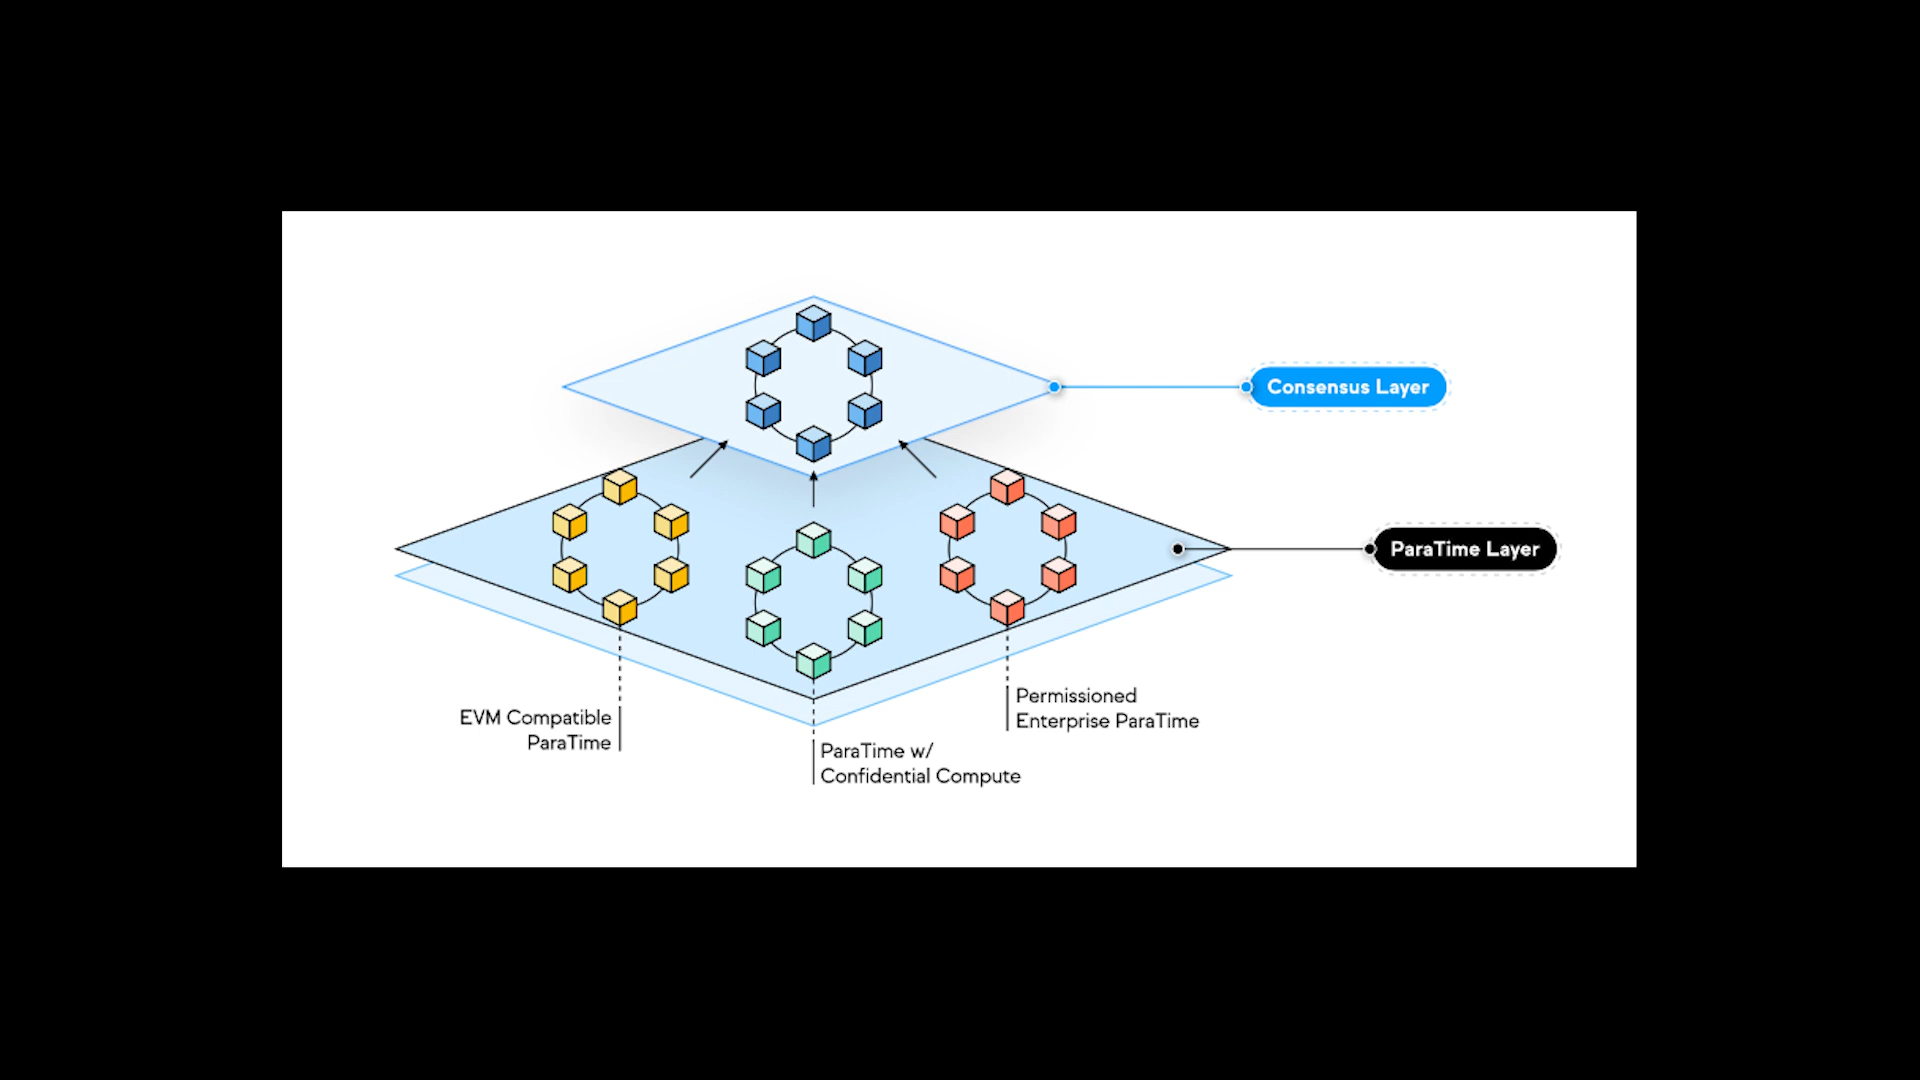 Consensus Layer
ParaTime Layer
EVM Compatible
ParaTime
ParaTime w/
Confidential Compute
Permissioned
Enterprise ParaTime